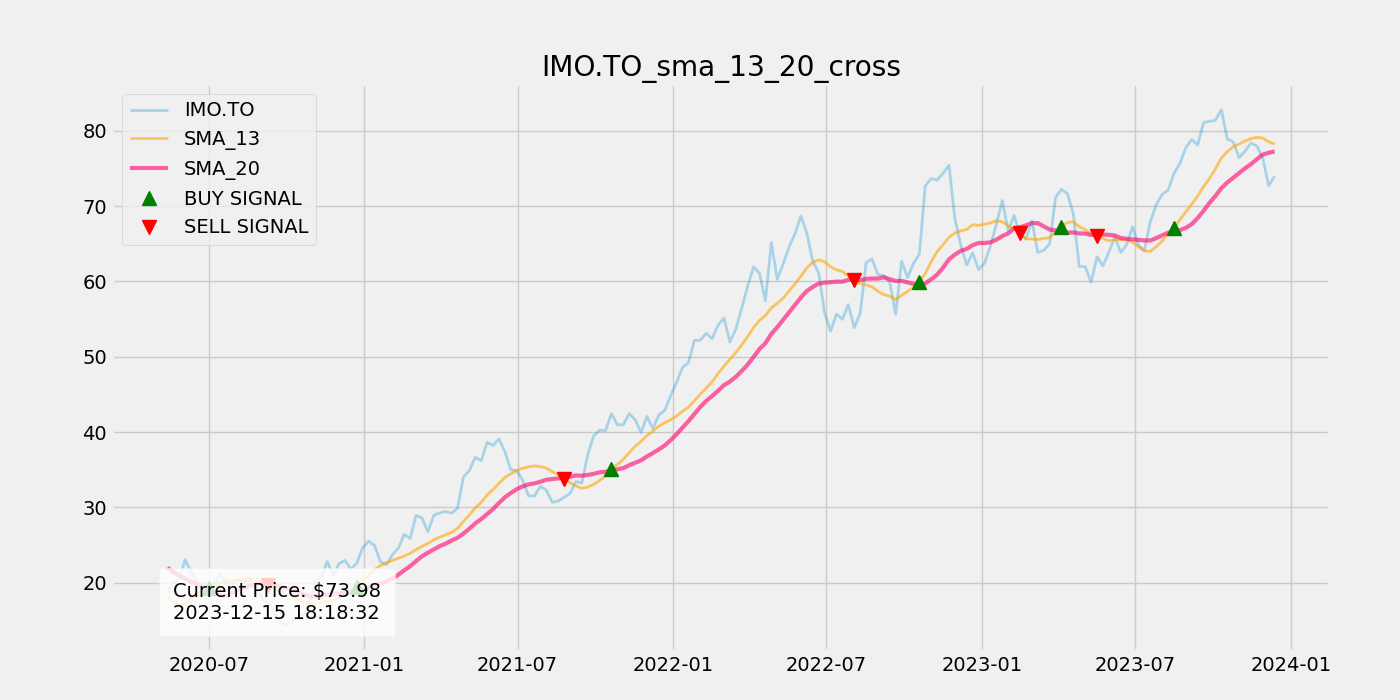 IMO.TO_sma_13_20_cross
IMO.TO
SMA_13
SMA_20
BUY SIGNAL
SELL SIGNAL
80
70
60
50
40
30
20
Current Price: $73.98
2023-12-15 18:18:32
2020-07 2021-01 2021-07 2022-01 2022-07 2023-01 2023-07 2024-01